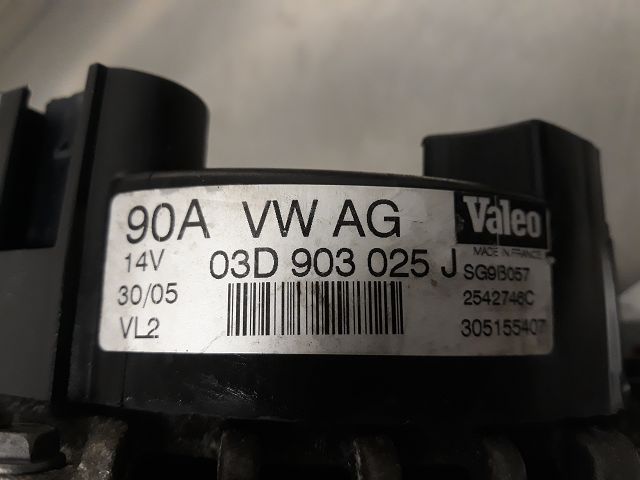 90A VW AG
Valeo
MADE IN FRANCE
14V 03D 903 025 J
SG9B057
30/05
2542746C
VL2
305155407